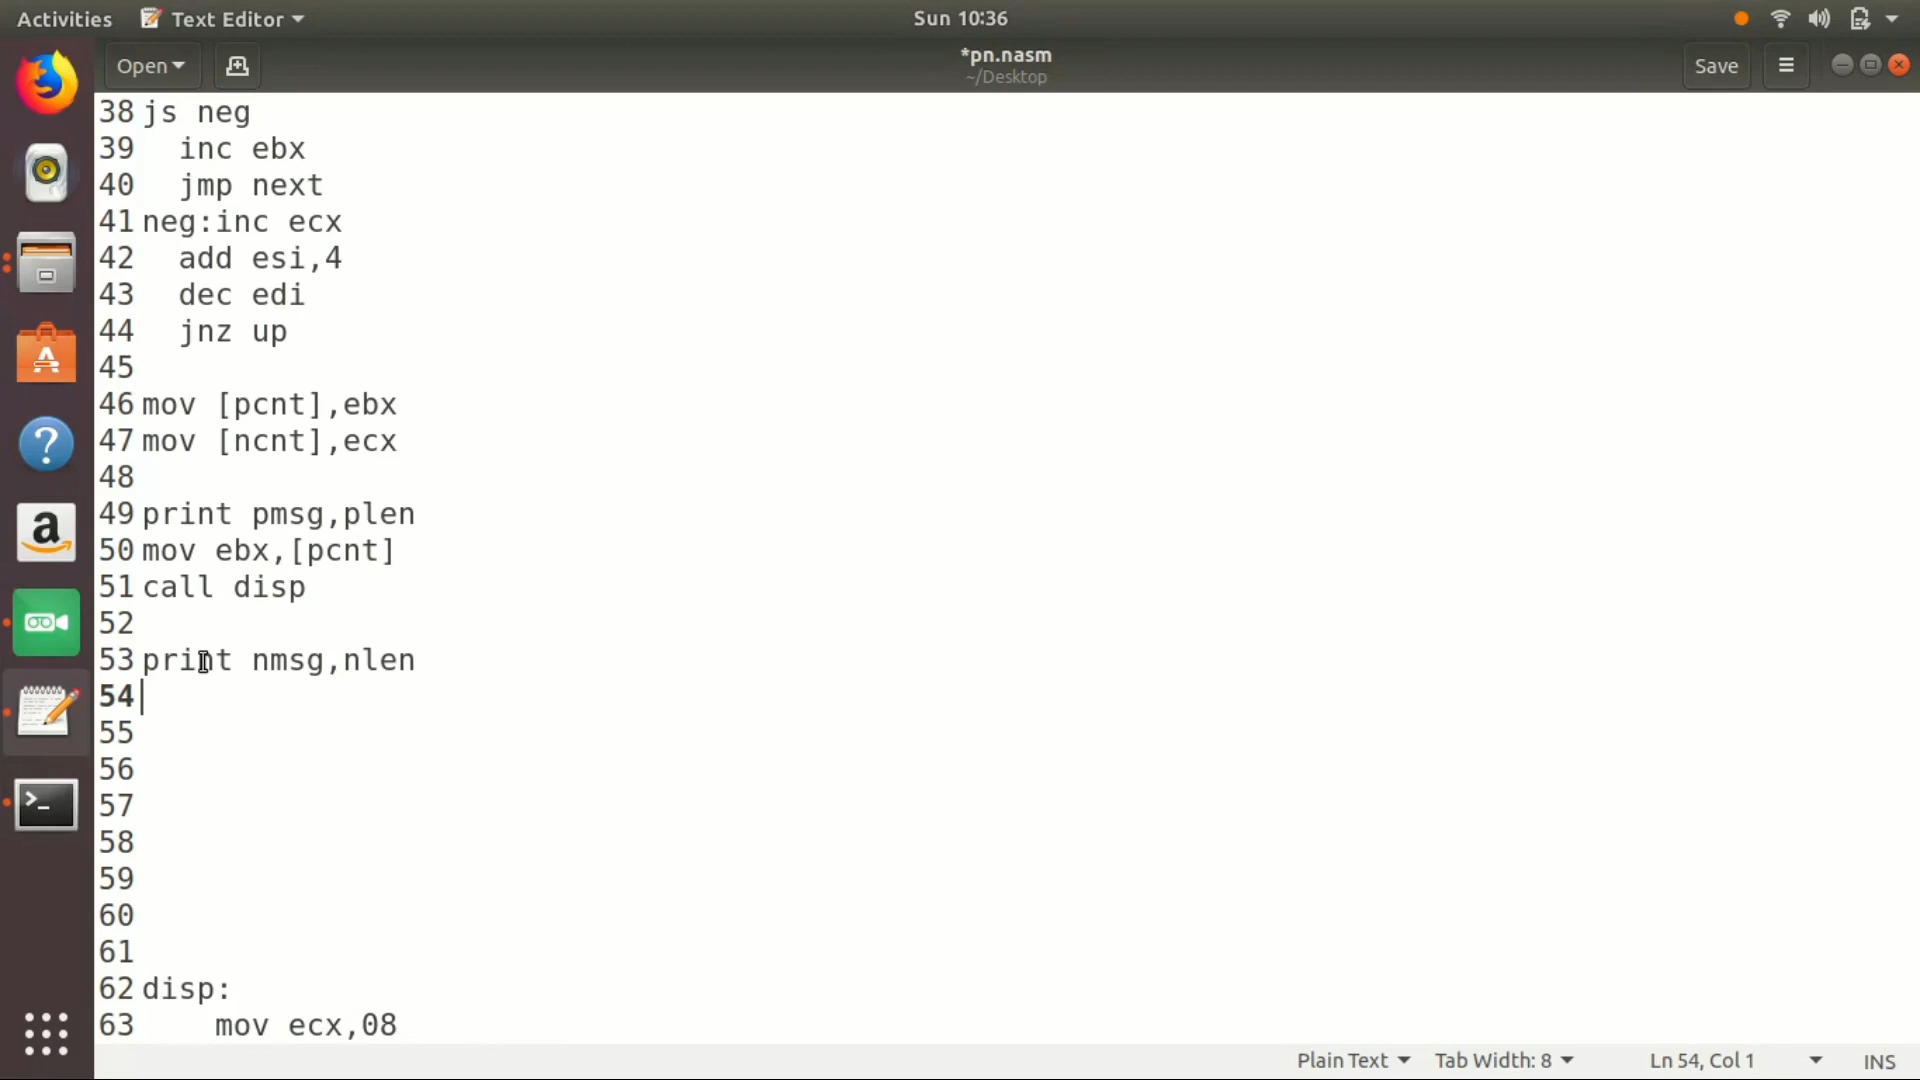 Activities Text Editor Sun 10:36
Open *pn.nasm Save
~/Desktop
38 js neg
39 inc ebx
40 jmp next
41 neg:inc ecx
42 add esi,4
43 dec edi
44 jnz up
45
46 mov [pcnt],ebx
47 mov [ncnt],ecx
48
49 print pmsg,plen
50 mov ebx,[pcnt]
51 call disp
52
53 print nmsg,nlen
54
55
56
57
58
59
60
61
62 disp:
63 mov ecx,08
Plain Text Tab Width: 8 Ln 54, Col 1 INS